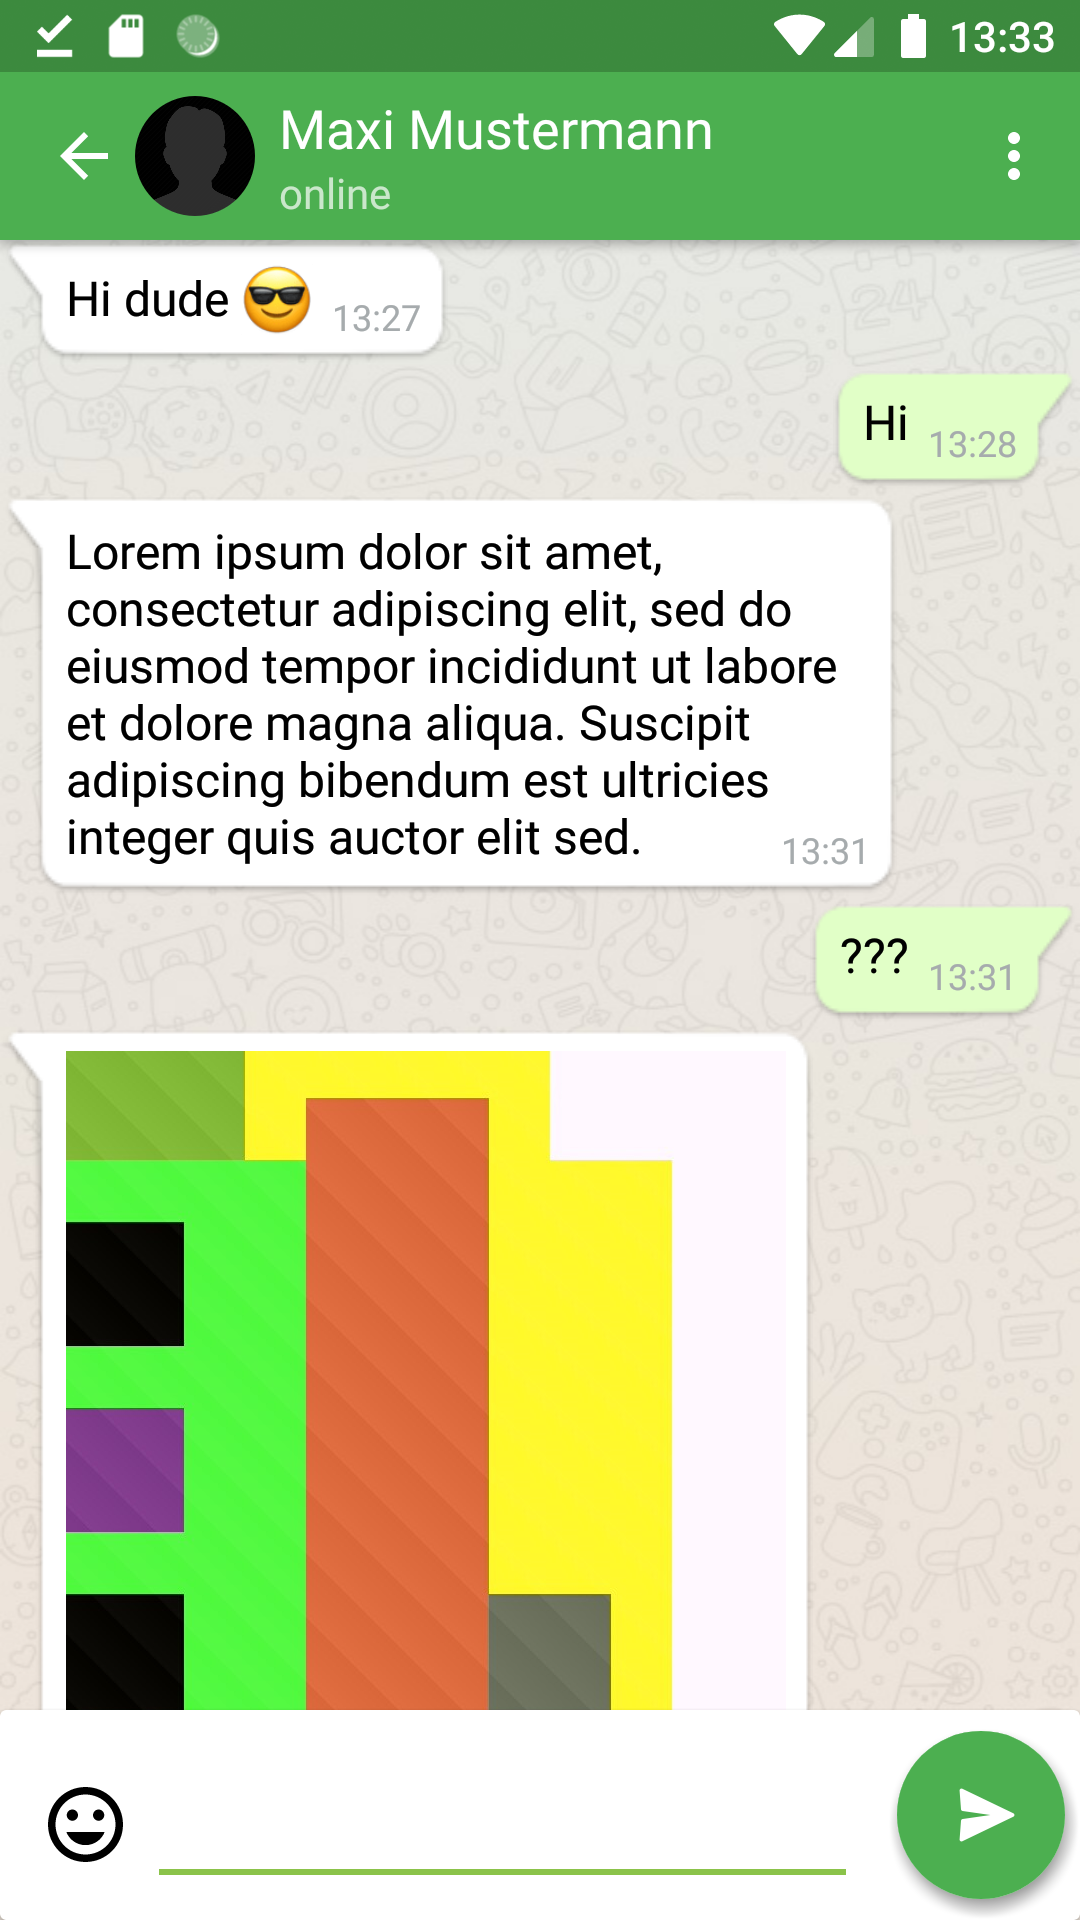 13:33
Maxi Mustermann
online
Hi dude 😎 13:27
Hi 13:28
Lorem ipsum dolor sit amet,
consectetur adipiscing elit, sed do
eiusmod tempor incididunt ut labore
et dolore magna aliqua. Suscipit
adipiscing bibendum est ultricies
integer quis auctor elit sed. 13:31
??? 13:31